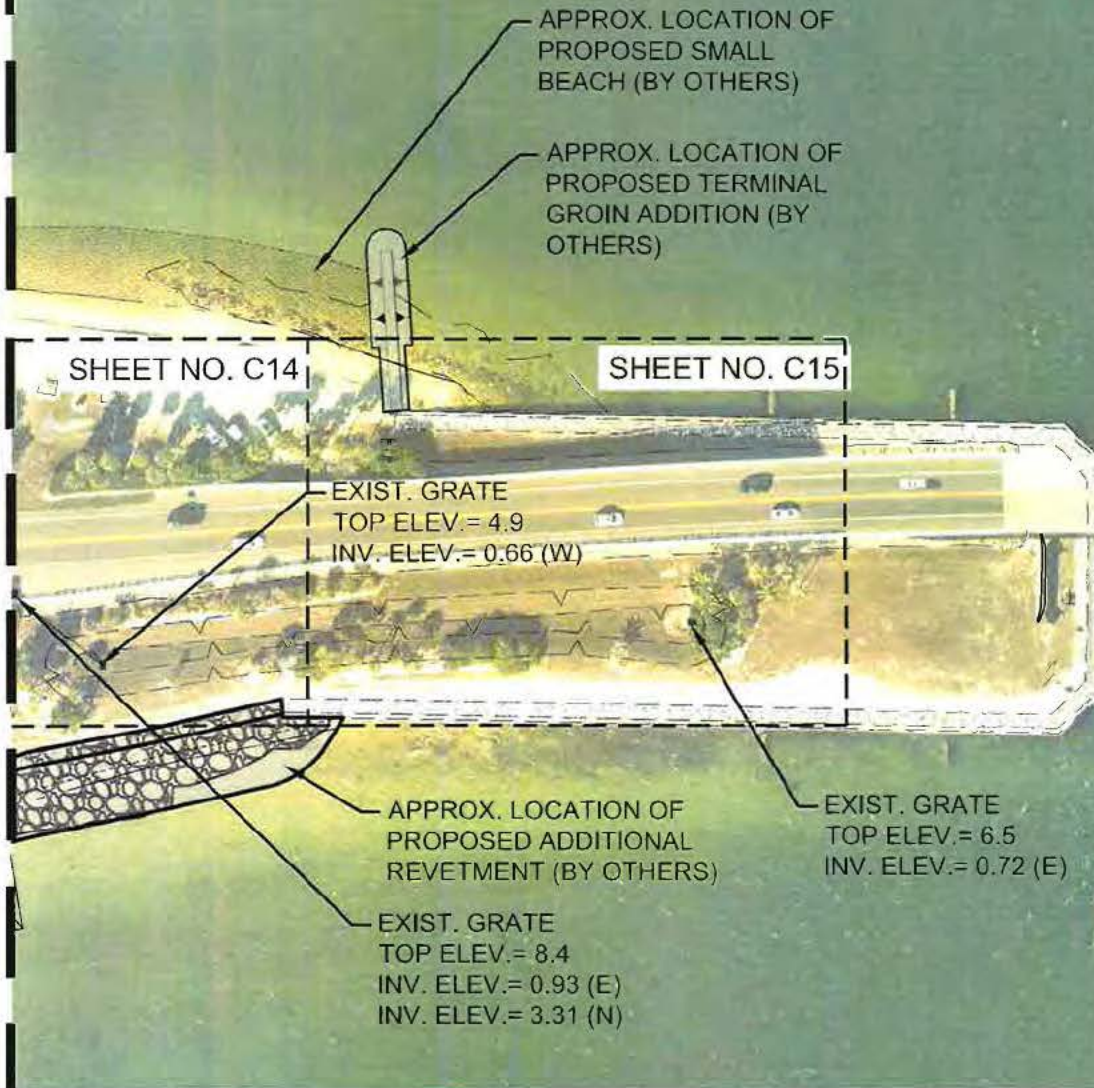 APPROX. LOCATION OF
PROPOSED SMALL
BEACH (BY OTHERS)
APPROX. LOCATION OF
PROPOSED TERMINAL
GROIN ADDITION (BY
OTHERS)
SHEET NO. C14
SHEET NO. C15
EXIST. GRATE
TOP ELEV.= 4.9
INV. ELEV.= 0.66 (W)
APPROX. LOCATION OF
PROPOSED ADDITIONAL
REVETMENT (BY OTHERS)
EXIST. GRATE
TOP ELEV.= 6.5
INV. ELEV.= 0.72 (E)
EXIST. GRATE
TOP ELEV.= 8.4
INV. ELEV.= 0.93 (E)
INV. ELEV.= 3.31 (N)